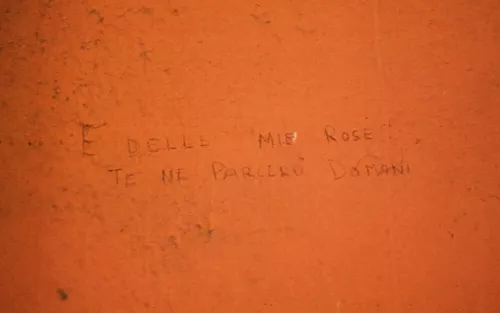 E DELLE MIE ROSE
TE NE PARLERÒ DOMANI